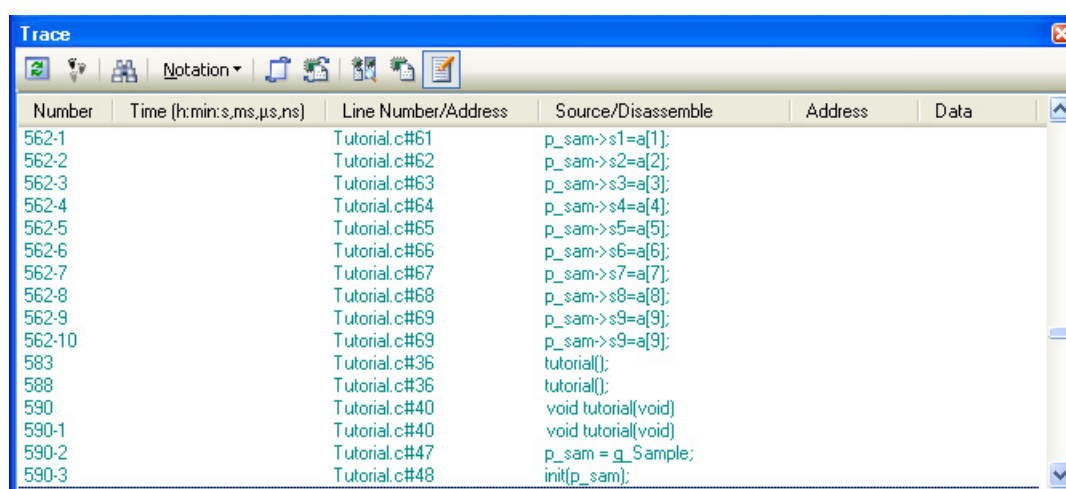 Trace
Notation
Number Time (h:min:s,ms,µs,ns) Line Number/Address Source/Disassemble Address Data
562-1 Tutorial.c#61 p_sam->s1=a[1];
562-2 Tutorial.c#62 p_sam->s2=a[2];
562-3 Tutorial.c#63 p_sam->s3=a[3];
562-4 Tutorial.c#64 p_sam->s4=a[4];
562-5 Tutorial.c#65 p_sam->s5=a[5];
562-6 Tutorial.c#66 p_sam->s6=a[6];
562-7 Tutorial.c#67 p_sam->s7=a[7];
562-8 Tutorial.c#68 p_sam->s8=a[8];
562-9 Tutorial.c#69 p_sam->s9=a[9];
562-10 Tutorial.c#69 p_sam->s9=a[9];
583 Tutorial.c#36 tutorial();
588 Tutorial.c#36 tutorial();
590 Tutorial.c#40 void tutorial(void)
590-1 Tutorial.c#40 void tutorial(void)
590-2 Tutorial.c#47 p_sam = g_Sample;
590-3 Tutorial.c#48 init(p_sam);